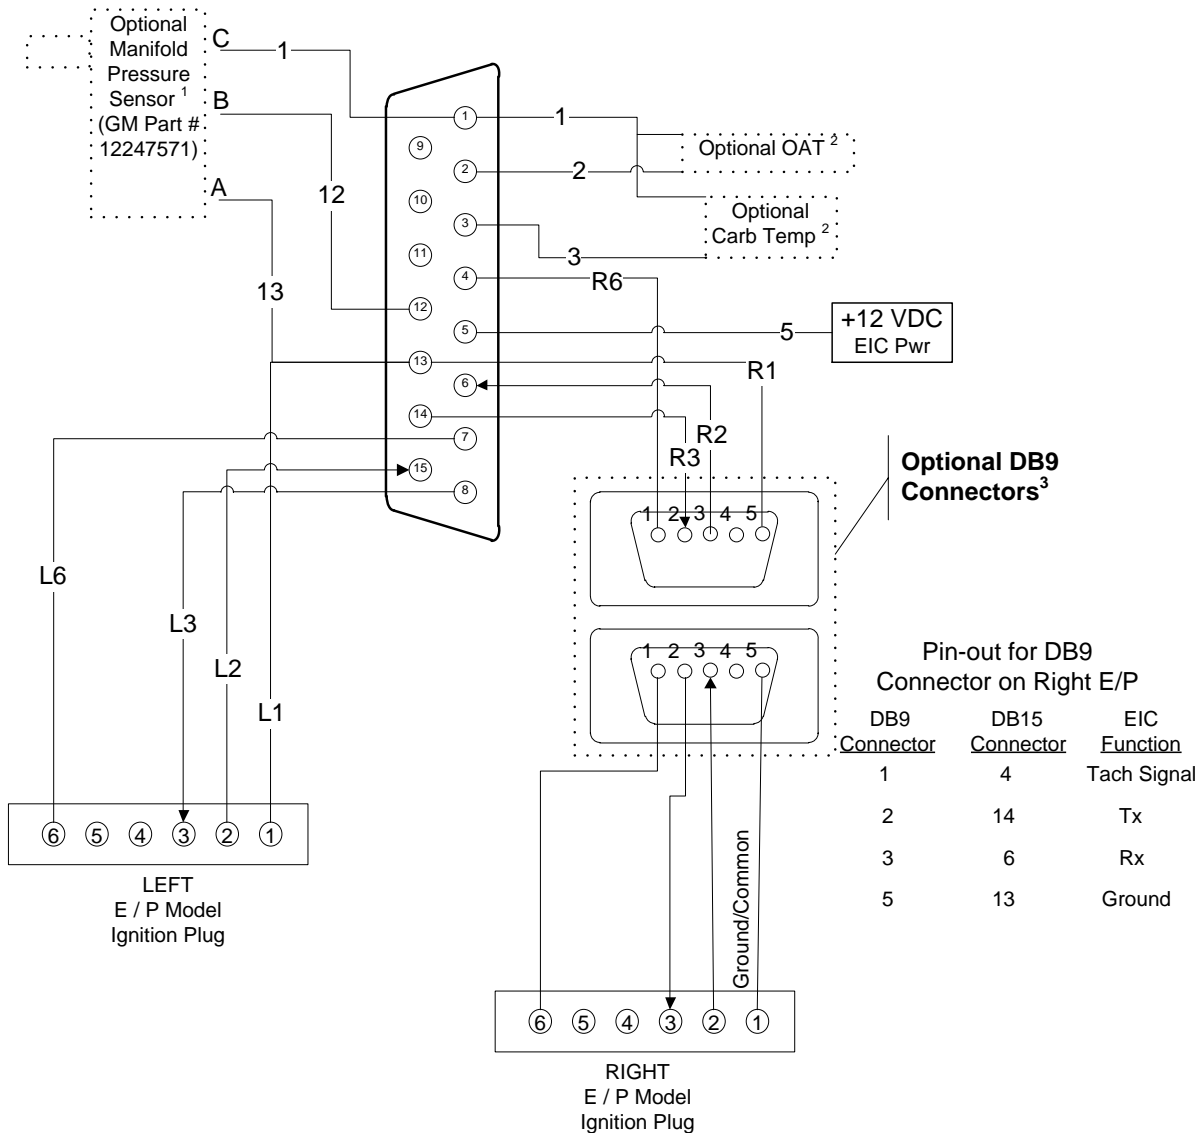 Optional
Manifold
Pressure
Sensor 1
(GM Part #
12247571)
C
1
B
12
A
13
1
2
3
4
5
6
7
8
9
10
11
12
13
14
15
1
Optional OAT 2
2
Optional
Carb Temp 2
3
R6
5
+12 VDC
EIC Pwr
R1
R2
R3
Optional DB9
Connectors3
1 2 3 4 5
1 2 3 4 5
L6
L3
L2
L1
6 5 4 3 2 1
LEFT
E / P Model
Ignition Plug
Pin-out for DB9
Connector on Right E/P
DB9 DB15 EIC
Connector Connector Function
1 4 Tach Signal
2 14 Tx
3 6 Rx
5 13 Ground
Ground/Common
6 5 4 3 2 1
RIGHT
E / P Model
Ignition Plug